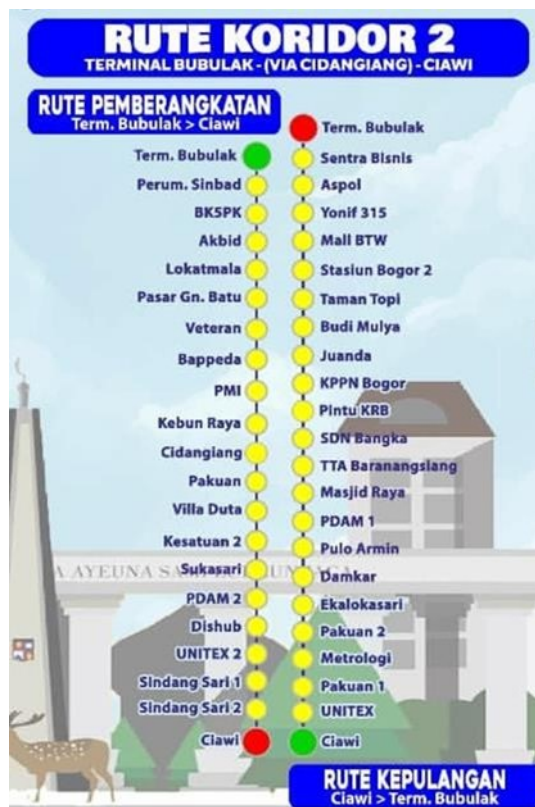 RUTE KORIDOR 2
TERMINAL BUBULAK - (VIA CIDANGIANG) - CIAWI
RUTE PEMBERANGKATAN
Term. Bubulak > Ciawi
Term. Bubulak
Perum. Sinbad
BKSPK
Akbid
Lokatmala
Pasar Gn. Batu
Veteran
Bappeda
PMI
Kebun Raya
Cidangiang
Pakuan
Villa Duta
Kesatuan 2
Sukasari
PDAM 2
Dishub
UNITEX 2
Sindang Sari 1
Sindang Sari 2
Ciawi
Term. Bubulak
Sentra Bisnis
Aspol
Yonif 315
Mall BTW
Stasiun Bogor 2
Taman Topi
Budi Mulya
Juanda
KPPN Bogor
Pintu KRB
SDN Bangka
TTA Baranangsiang
Masjid Raya
PDAM 1
Pulo Armin
Damkar
Ekalokasari
Pakuan 2
Metrologi
Pakuan 1
UNITEX
Ciawi
RUTE KEPULANGAN
Ciawi > Term. Bubulak
AYEUNA